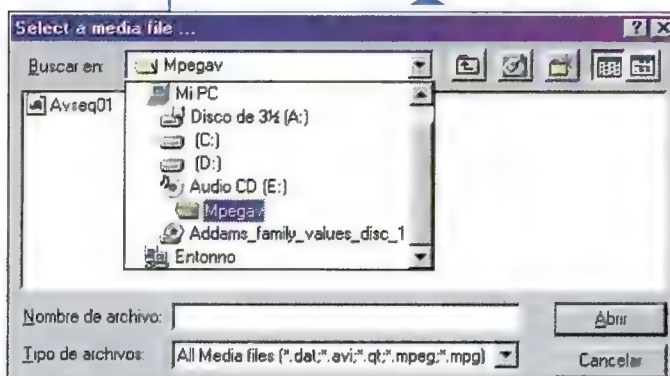 Select a media file ...
Buscar en: Mpegav
Avseq01
Mi PC
Disco de 3½ (A:)
(C:)
(D:)
Audio CD (E:)
Mpegav
Addams_family_values_disc_1
Entonno
Nombre de archivo:
Abrir
Tipo de archivos: All Media files (*.dat;*.avi;*.qt;*.mpeg;*.mpg)
Cancelar